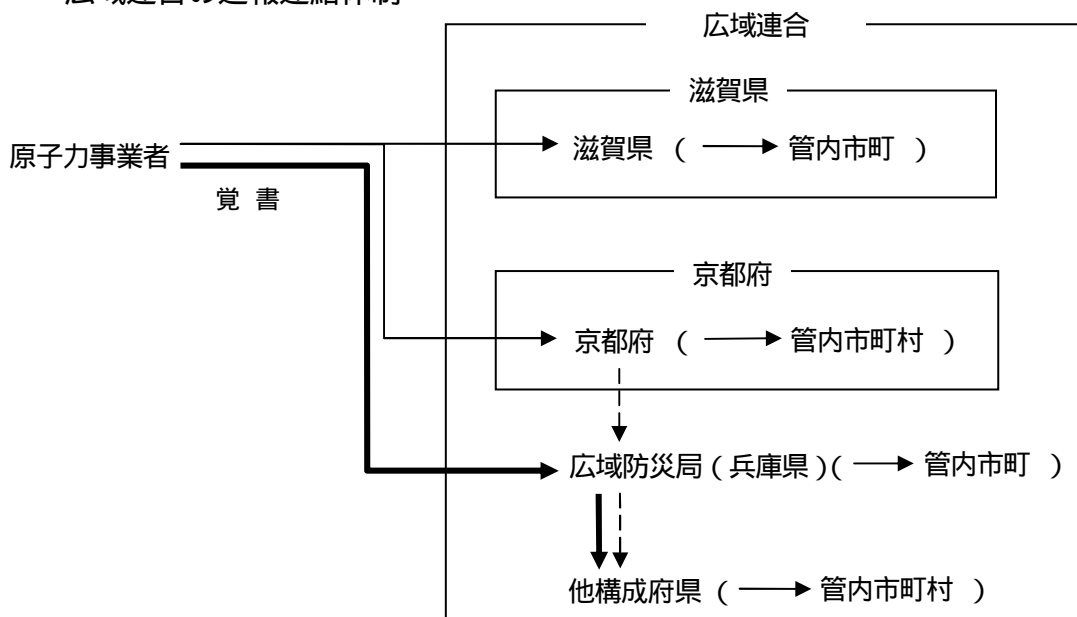 広域連合
滋賀県
原子力事業者
滋賀県 ( 管内市町 )
覚 書
京都府
京都府 ( 管内市町村 )
広域防災局(兵庫県)( 管内市町 )
他構成府県 ( 管内市町村 )